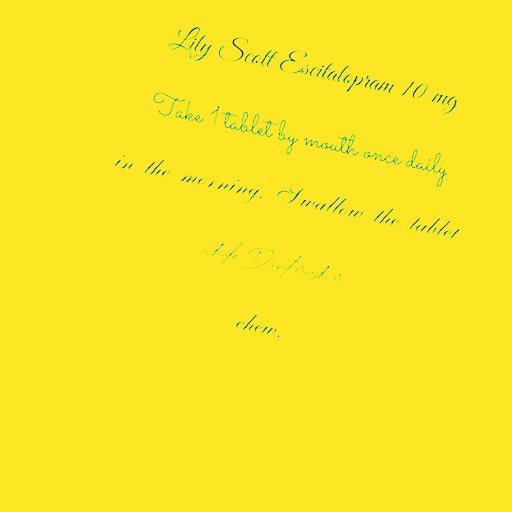 Lily Scott Escitalopram 10 mg
Take 1 tablet by mouth once daily
in the morning. Swallow the tablet
whole
chew.